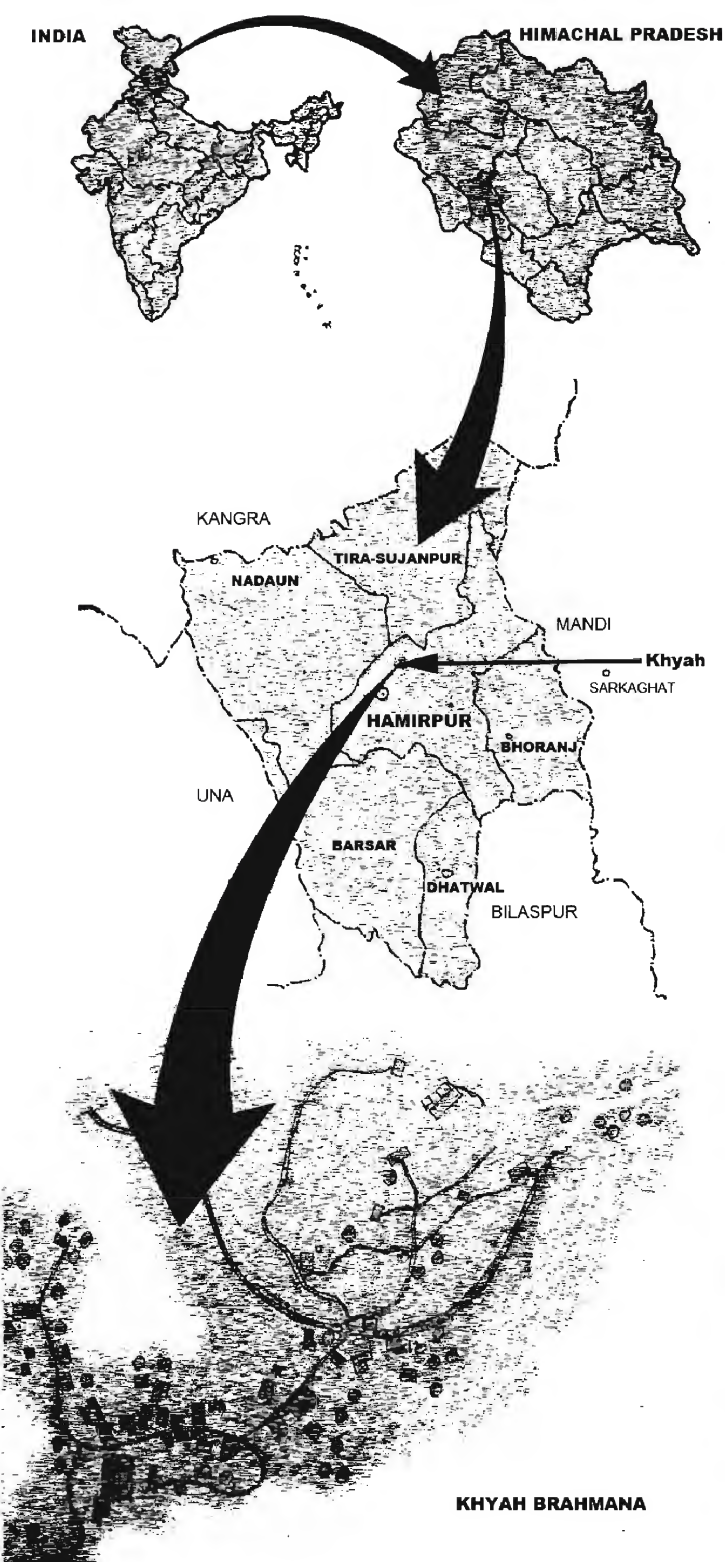 INDIA
HIMACHAL PRADESH
KANGRA
TIRA-SUJANPUR
NADAUN
MANDI
Khyah
SARKAGHAT
HAMIRPUR
BHORANJ
UNA
BARSAR
DHATWAL
BILASPUR
KHYAH BRAHMANA